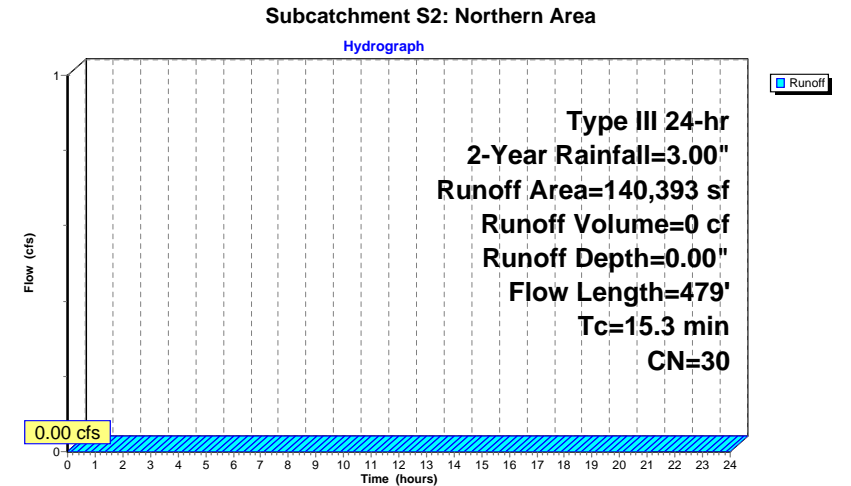 Subcatchment S2: Northern Area
Hydrograph
Runoff
Type III 24-hr
2-Year Rainfall=3.00"
Runoff Area=140,393 sf
Runoff Volume=0 cf
Runoff Depth=0.00"
Flow Length=479'
Tc=15.3 min
CN=30
Flow (cfs)
1
0.00 cfs
0
0 1 2 3 4 5 6 7 8 9 10 11 12 13 14 15 16 17 18 19 20 21 22 23 24
Time (hours)